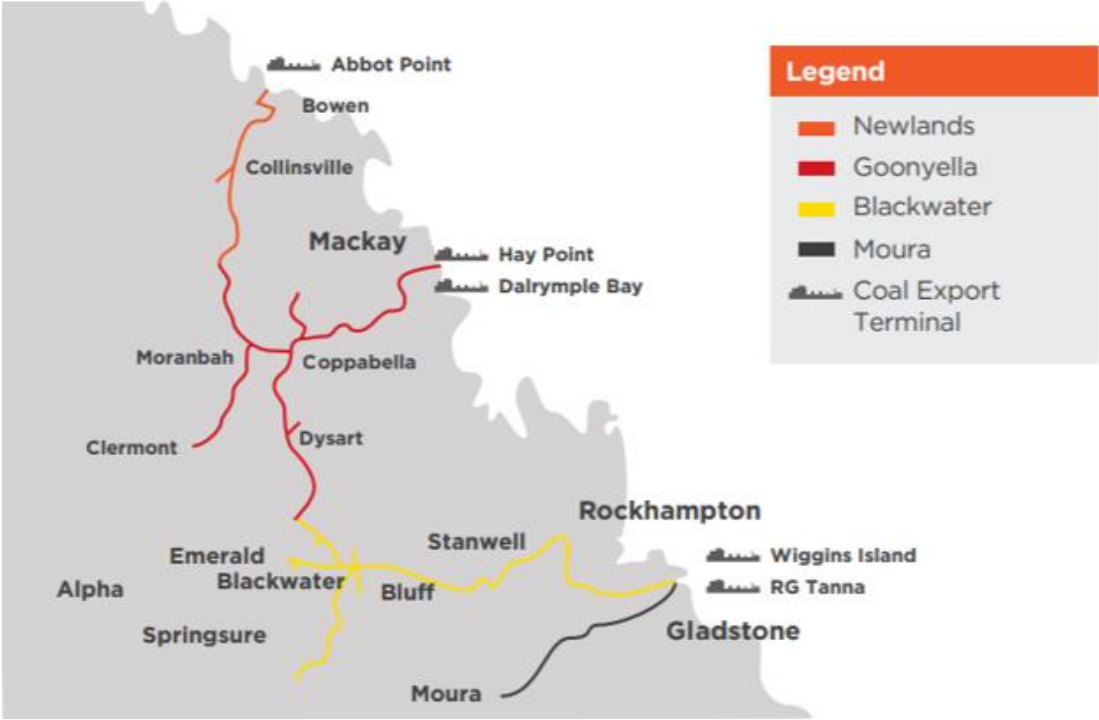 Abbot Point
Bowen
Collinsville
Mackay
Hay Point
Dalrymple Bay
Moranbah
Coppabella
Clermont
Dysart
Rockhampton
Stanwell
Emerald
Wiggins Island
Blackwater
RG Tanna
Alpha
Bluff
Springsure
Gladstone
Moura
Legend
Newlands
Goonyella
Blackwater
Moura
Coal Export
Terminal